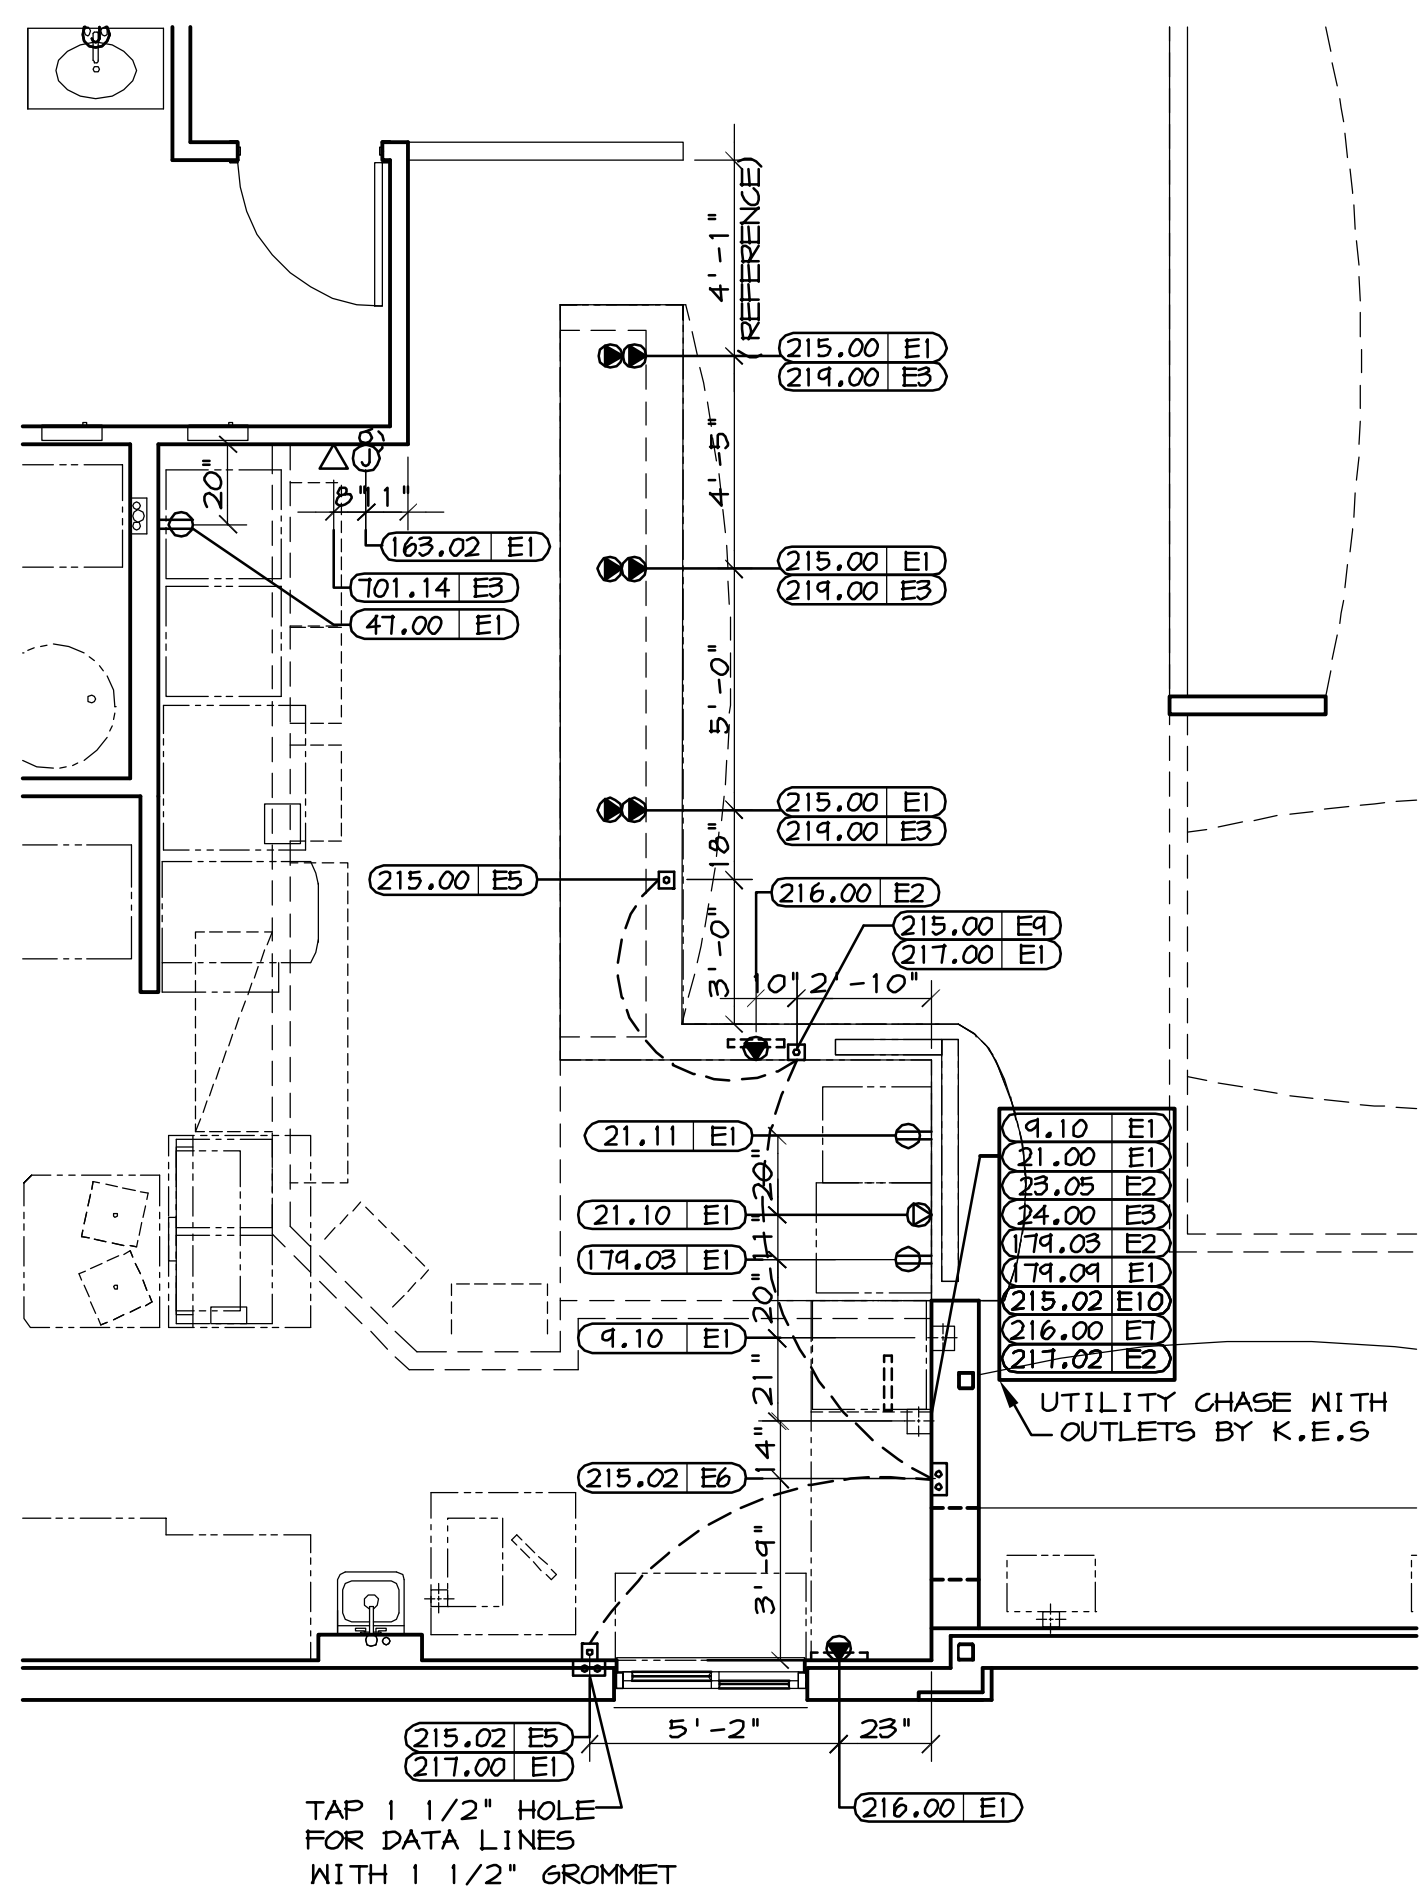 4'-1"
(REFERENCE)
215.00 E1
219.00 E3
4'-5"
20"
8" 11"
J
163.02 E1
215.00 E1
219.00 E3
701.14 E3
47.00 E1
5'-0"
215.00 E1
219.00 E3
18"
215.00 E5
216.00 E2
215.00 E9
217.00 E1
3'-0"
10" 2'-10"
21.11 E1
20"
21.10 E1
11"
179.03 E1
20"
9.10 E1
21"
9.10 E1
21.00 E1
23.05 E2
24.00 E3
179.03 E2
179.09 E1
215.02 E10
216.00 E7
217.02 E2
UTILITY CHASE WITH
OUTLETS BY K.E.S
14"
215.02 E6
3'-9"
5'-2" 23"
215.02 E5
217.00 E1
216.00 E1
TAP 1 1/2" HOLE
FOR DATA LINES
WITH 1 1/2" GROMMET